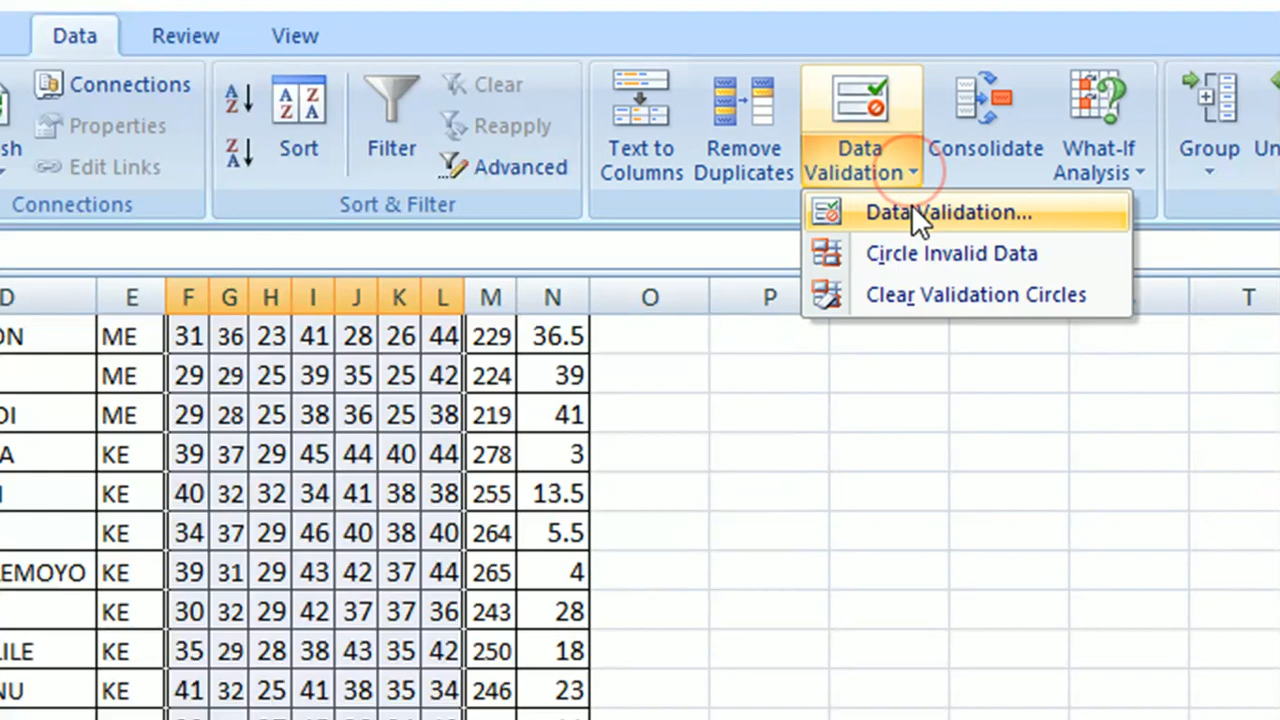 Data Review View
Connections
Properties
Edit Links
Connections
Sort
Filter
Clear
Reapply
Advanced
Sort & Filter
Text to
Columns
Remove
Duplicates
Data
Validation
Consolidate
What-If
Analysis
Group
Data Validation...
Circle Invalid Data
Clear Validation Circles
D E F G H I J K L M N O P T
ON ME 31 36 23 41 28 26 44 229 36.5
ME 29 29 25 39 35 25 42 224 39
DI ME 29 28 25 38 36 25 38 219 41
A KE 39 37 29 45 44 40 44 278 3
KE 40 32 32 34 41 38 38 255 13.5
KE 34 37 29 46 40 38 40 264 5.5
EMOYO KE 39 31 29 43 42 37 44 265 4
KE 30 32 29 42 37 37 36 243 28
LILE KE 35 29 28 38 43 35 42 250 18
NU KE 41 32 25 41 38 35 34 246 23